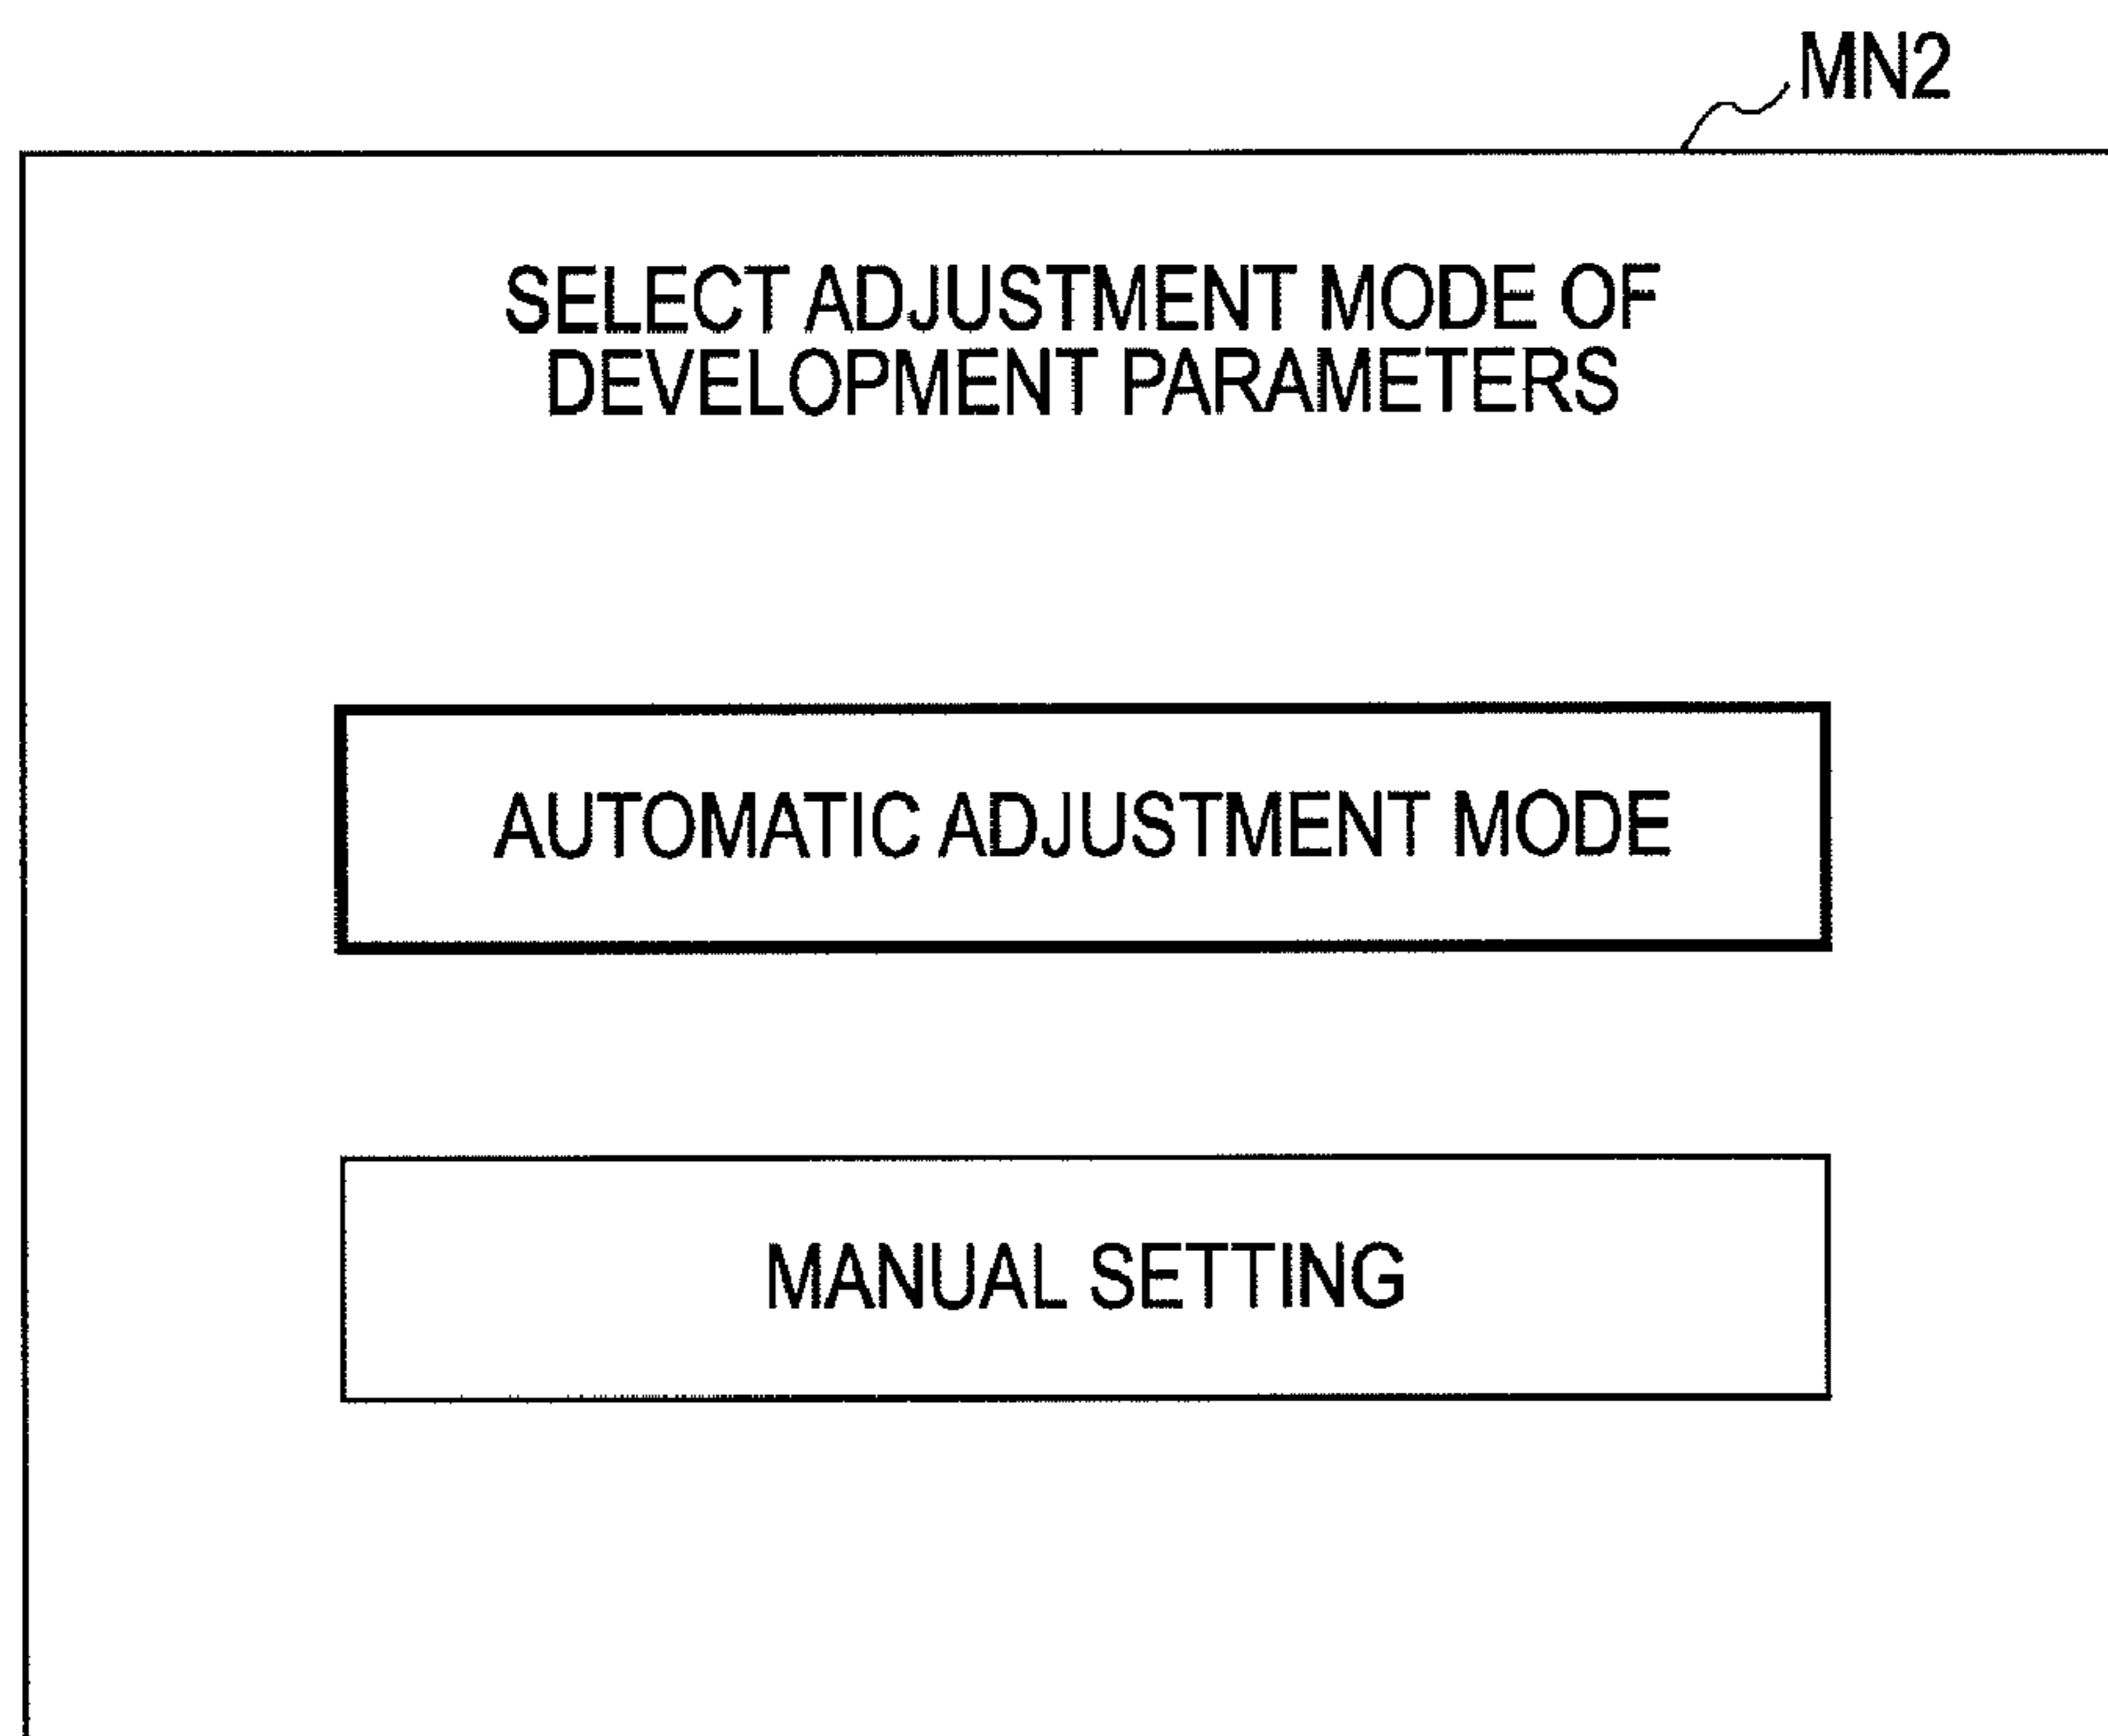 MN2
SELECT ADJUSTMENT MODE OF
DEVELOPMENT PARAMETERS
AUTOMATIC ADJUSTMENT MODE
MANUAL SETTING